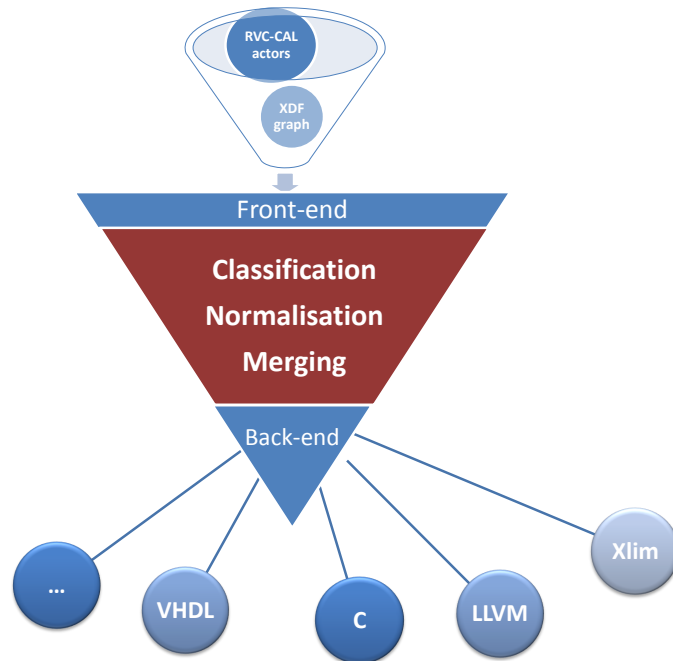 RVC-CAL
actors
XDF
graph
Front-end
Classification
Normalisation
Merging
Back-end
...
VHDL
C
LLVM
Xlim